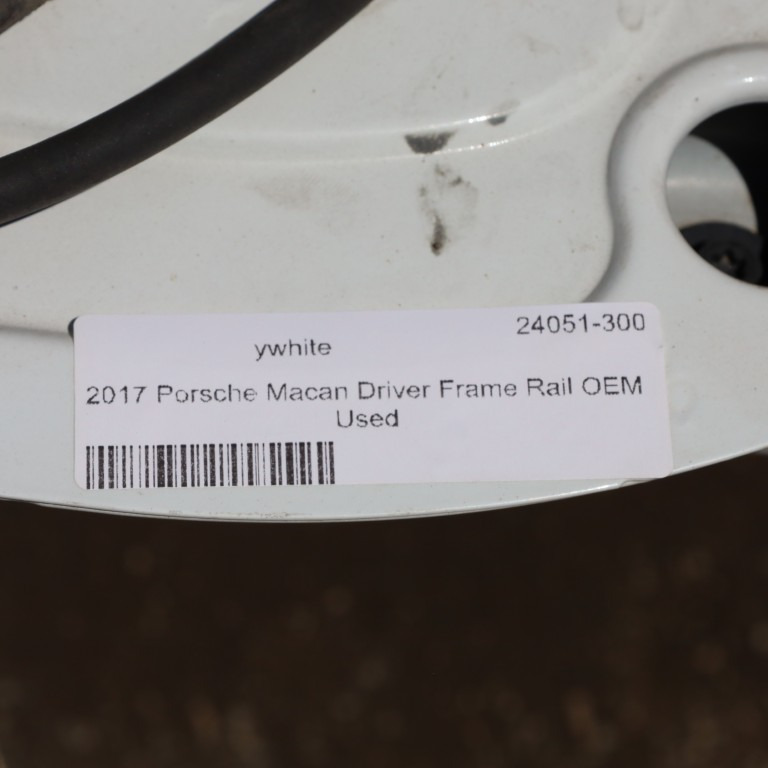 24051-300
ywhite
2017 Porsche Macan Driver Frame Rail OEM
Used